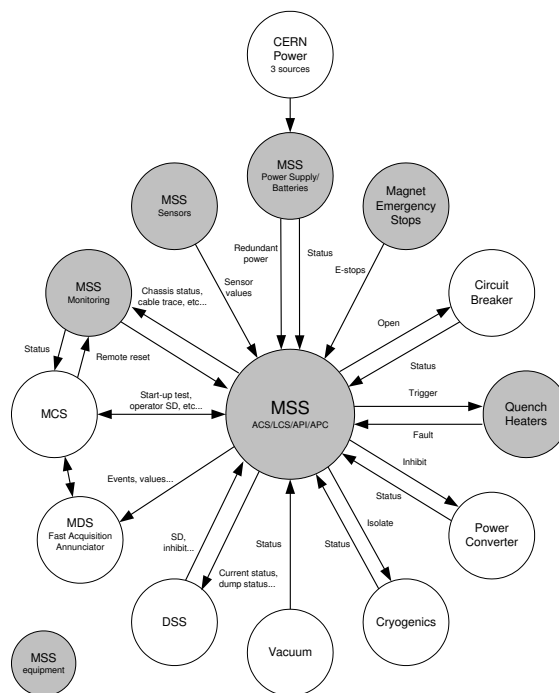 CERN
Power
3 sources
MSS
Power Supply/
Batteries
MSS
Sensors
Magnet
Emergency
Stops
Redundant
power
Status
E-stops
Sensor
values
MSS
Monitoring
Chassis status,
cable trace, etc...
Circuit
Breaker
Open
Status
Status
Remote reset
MSS
ACS/LCS/API/APC
Trigger
Fault
Quench
Heaters
MCS
Start-up test,
operator SD, etc...
Inhibit
Status
Power
Converter
Events, values...
MDS
Fast Acquisition
Annunciator
Isolate
Status
SD,
inhibit...
Status
Current status,
dump status...
DSS
Vacuum
Cryogenics
MSS
equipment